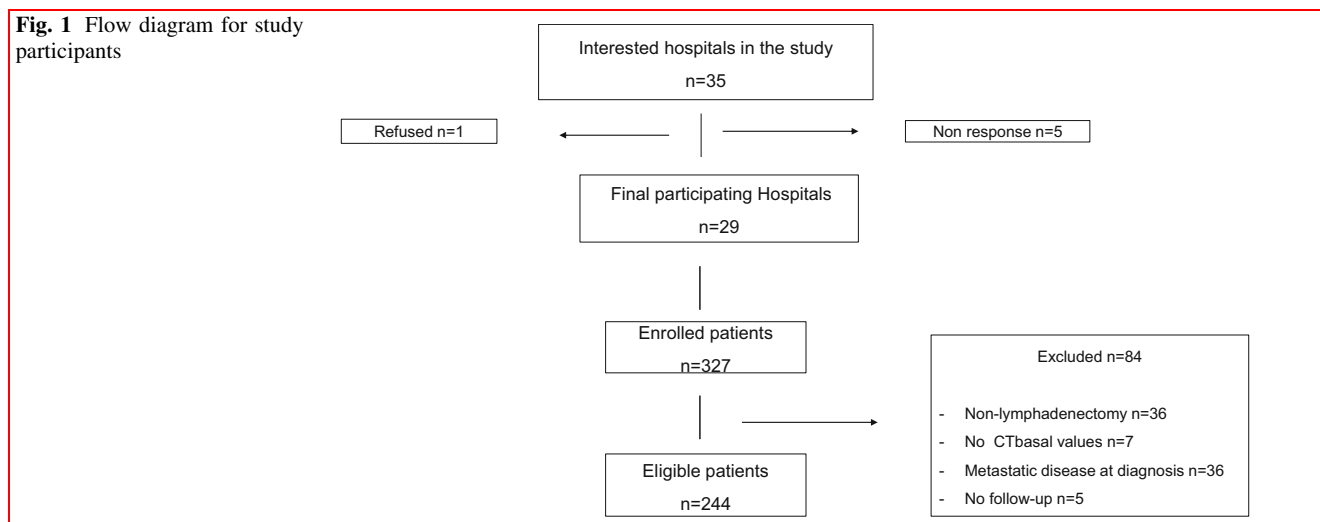 Fig. 1 Flow diagram for study
participants
Interested hospitals in the study
n=35
Refused n=1
Non response n=5
Final participating Hospitals
n=29
Enrolled patients
n=327
Excluded n=84
- Non-lymphadenectomy n=36
- No CTbasal values n=7
- Metastatic disease at diagnosis n=36
- No follow-up n=5
Eligible patients
n=244